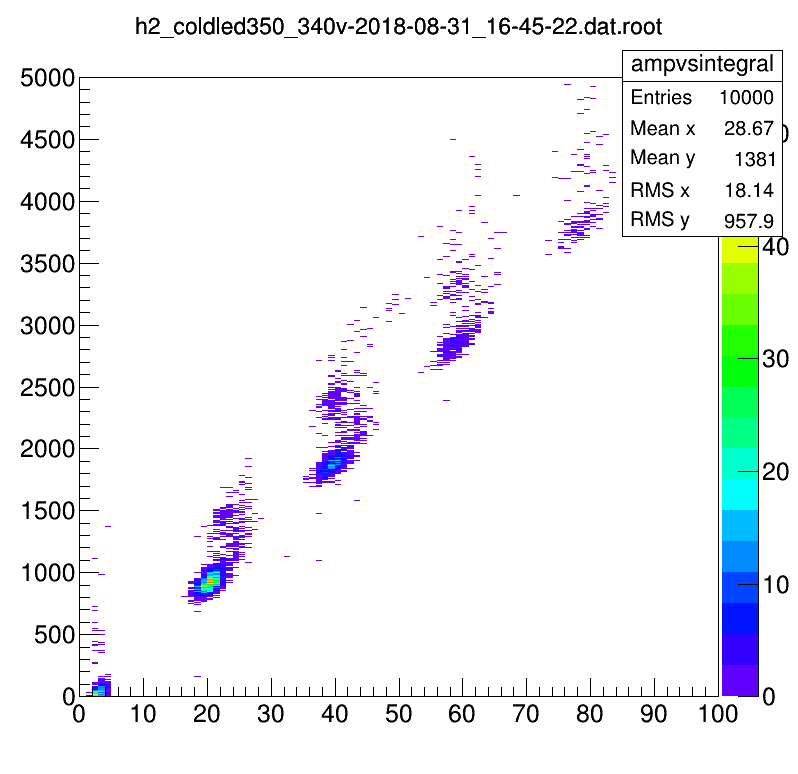 h2_coldled350_340v-2018-08-31_16-45-22.dat.root
ampvsintegral
Entries 10000
Mean x 28.67
Mean y 1381
RMS x 18.14
RMS y 957.9
5000
4500
4000
3500
3000
2500
2000
1500
1000
500
0
0 10 20 30 40 50 60 70 80 90 100
40
30
20
10
0